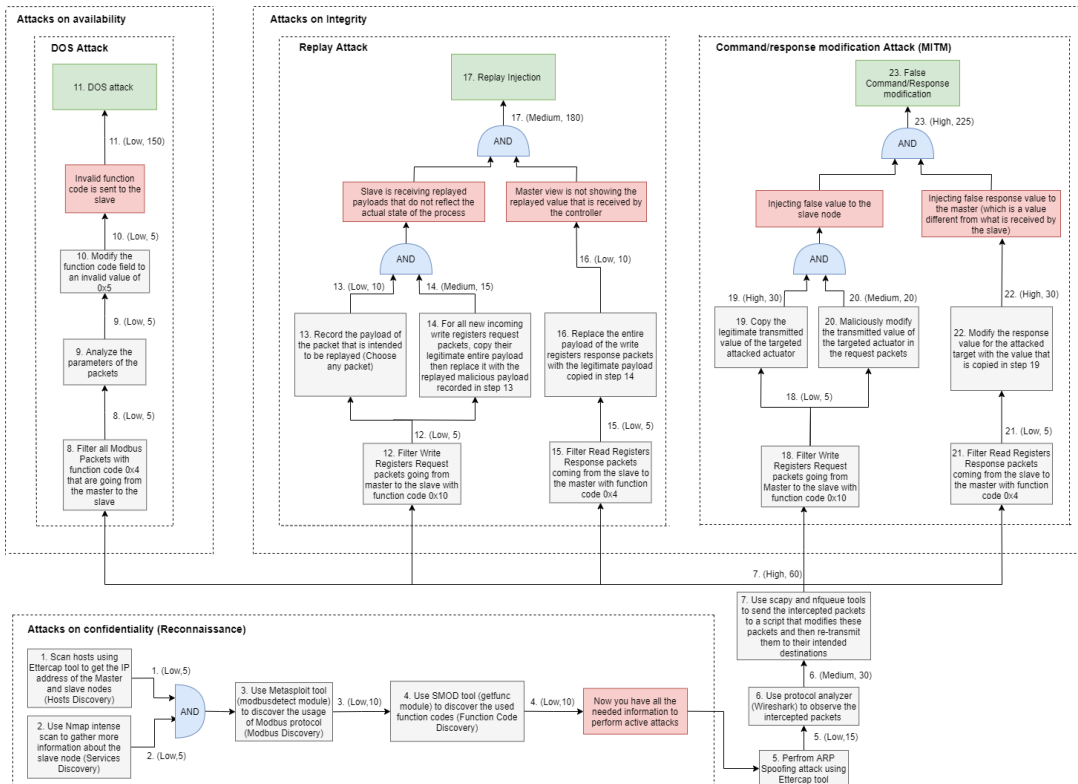 Attacks on availability
DOS Attack
11. DOS attack
11. (Low, 150)
Invalid function
code is sent to the
slave
10. (Low, 5)
10. Modify the
function code field to
an invalid value of
0x5
9. (Low, 5)
9. Analyze the
parameters of the
packets
8. (Low, 5)
8. Filter all Modbus
Packets with
function code 0x4
that are going from
the master to the
slave
Attacks on Integrity
Replay Attack
17. Replay Injection
17. (Medium, 180)
AND
Slave is receiving replayed
payloads that do not reflect the
actual state of the process
Master view is not showing the
replayed value that is received by
the controller
AND
13. (Low, 10)
14. (Medium, 15)
16. (Low, 10)
13. Record the payload of
the packet that is intended
to be replayed (Choose
any packet)
14. For all new incoming
write registers request
packets, copy their
legitimate entire payload
then replace it with the
replayed malicious payload
recorded in step 13
16. Replace the entire
payload of the write
registers response packets
with the legitimate payload
copied in step 14
12. (Low, 5)
15. (Low, 5)
12. Filter Write
Registers Request
packets going from
master to the slave with
function code 0x10
15. Filter Read Registers
Response packets
coming from the slave to
the master with function
code 0x4
Command/response modification Attack (MITM)
23. False
Command/Response
modification
23. (High, 225)
AND
Injecting false value to the
slave node
Injecting false response value to
the master (which is a value
different from what is received by
the slave)
AND
19. (High, 30)
20. (Medium, 20)
22. (High, 30)
19. Copy the
legitimate transmitted
value of the targeted
attacked actuator
20. Maliciously modify the
transmitted value of the
targeted actuator in
the request packets
22. Modify the response
value for the attacked
target with the value that
is copied in step 19
18. (Low, 5)
21. (Low, 5)
18. Filter Write
Registers Request
packets going from
Master to the slave with
function code 0x10
21. Filter Read Registers
Response packets
coming from the slave to
the master with function
code 0x4
7. (High, 60)
7. Use scapy and nfqueue tools
to send the intercepted packets
to a script that modifies these
packets and then re-transmit
them to their intended
destinations
6. (Medium, 30)
6. Use protocol analyzer
(Wireshark) to observe the
intercepted packets
5. (Low,15)
5. Perfrom ARP
Spoofing attack using
Ettercap tool
Attacks on confidentiality (Reconnaissance)
1. Scan hosts using
Ettercap tool to get the IP
address of the Master
and slave nodes
(Hosts Discovery)
1. (Low,5)
2. Use Nmap intense
scan to gather more
information about the
slave node (Services
Discovery)
2. (Low,5)
AND
3. Use Metasploit tool
(modbusdetect module)
to discover the usage
of Modbus protocol
(Modbus Discovery)
3. (Low,10)
4. Use SMOD tool (getfunc
module) to discover the used
function codes (Function Code
Discovery)
4. (Low,10)
Now you have all the
needed information to
perform active attacks